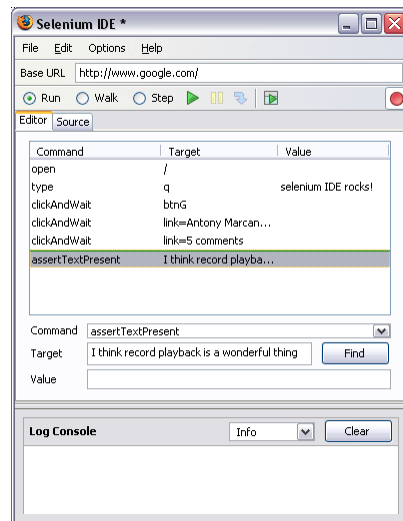 Selenium IDE *
File Edit Options Help
Base URL http://www.google.com/
Run Walk Step
Editor Source
Command Target Value
open /
type q selenium IDE rocks!
clickAndWait btnG
clickAndWait link=Antony Marcan...
clickAndWait link=5 comments
assertTextPresent I think record playba...
Command assertTextPresent
Target I think record playback is a wonderful thing Find
Value
Log Console Info Clear